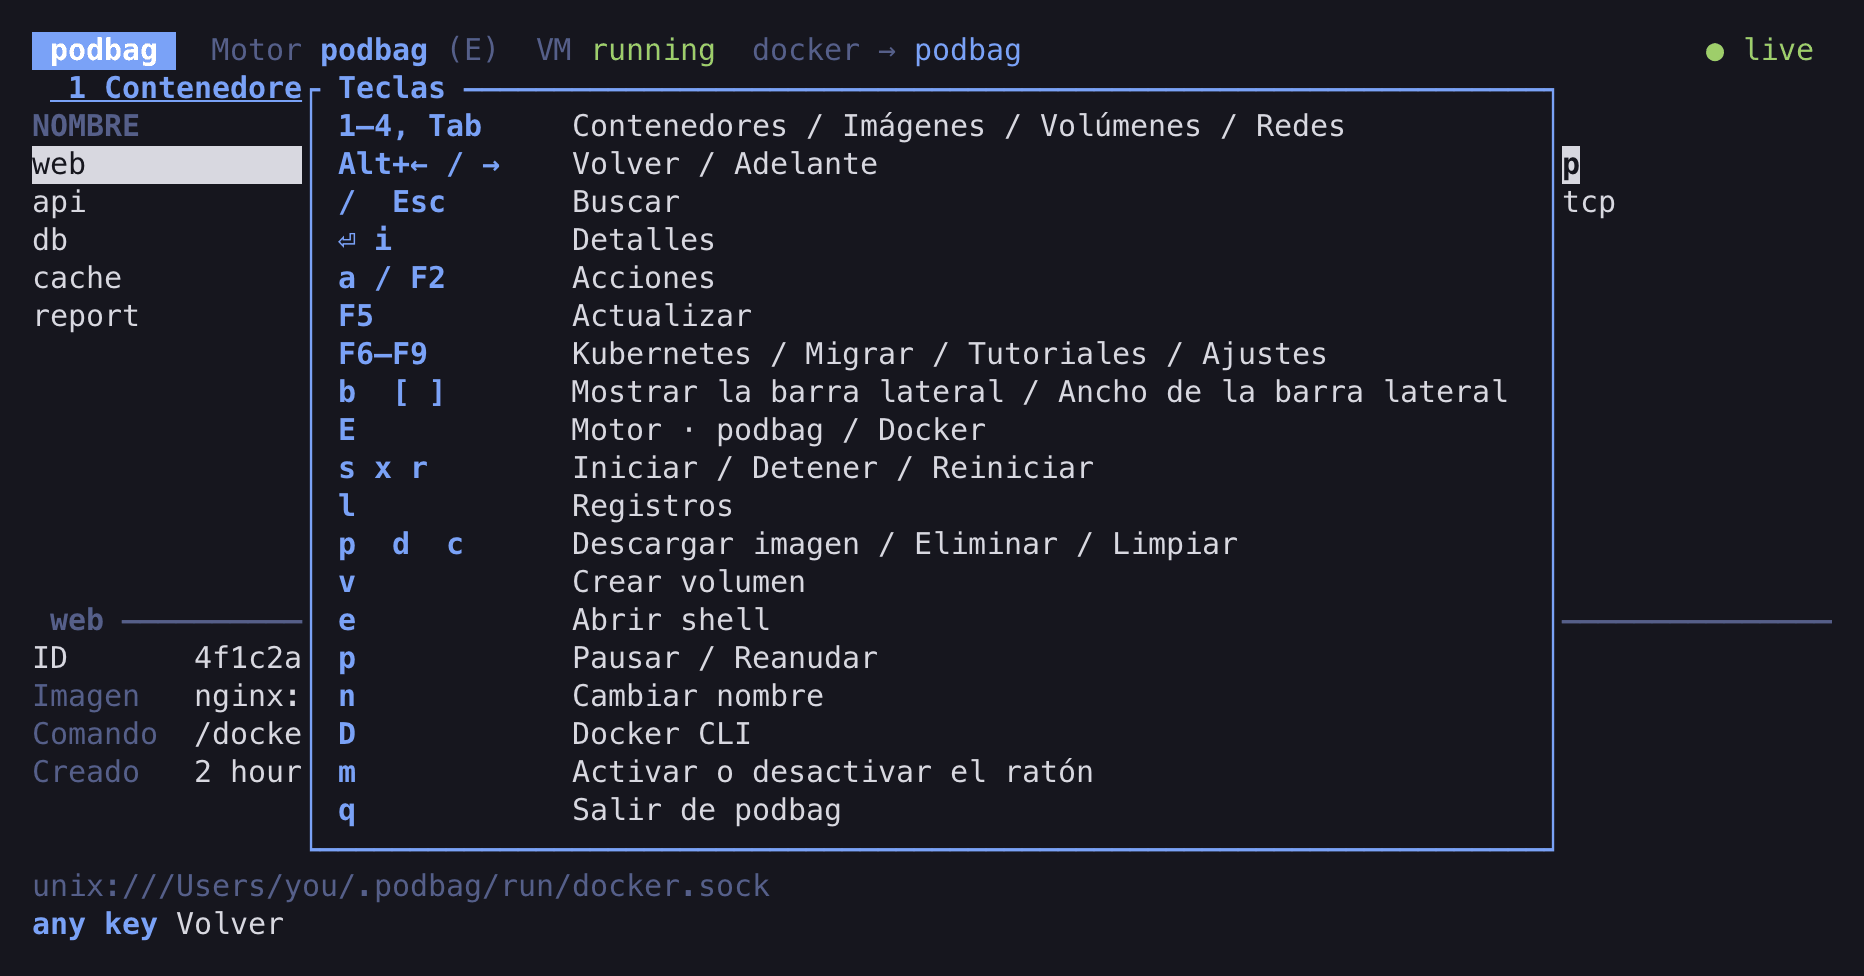 podbag Motor podbag (E) VM running docker → podbag ● live
1 Contenedore Teclas
NOMBRE 1–4, Tab Contenedores / Imágenes / Volúmenes / Redes
web Alt+← / → Volver / Adelante p
api / Esc Buscar tcp
db ⏎ i Detalles
cache a / F2 Acciones
report F5 Actualizar
F6–F9 Kubernetes / Migrar / Tutoriales / Ajustes
b [ ] Mostrar la barra lateral / Ancho de la barra lateral
E Motor · podbag / Docker
s x r Iniciar / Detener / Reiniciar
l Registros
p d c Descargar imagen / Eliminar / Limpiar
v Crear volumen
web e Abrir shell
ID 4f1c2a p Pausar / Reanudar
Imagen nginx: n Cambiar nombre
Comando /docke D Docker CLI
Creado 2 hour m Activar o desactivar el ratón
q Salir de podbag
unix:///Users/you/.podbag/run/docker.sock
any key Volver